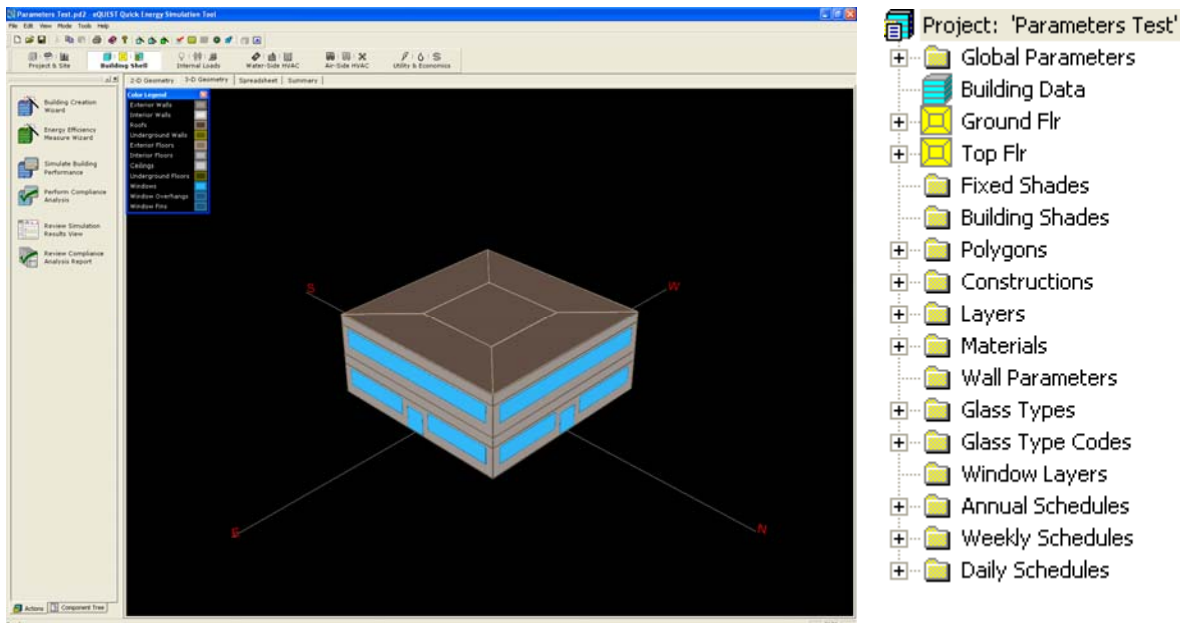 Parameters Test.pd2 - eQUEST Quick Energy Simulation Tool
File Edit View Mode Tools Help
Project & Site Building Shell Internal Loads Water-Side HVAC Air-Side HVAC Utility & Economics
2-D Geometry 3-D Geometry Spreadsheet Summary
Building Creation
Wizard
Energy Efficiency
Measure Wizard
Simulate Building
Performance
Perform Compliance
Analysis
Review Simulation
Results View
Review Compliance
Analysis Report
Actions Component Tree
Color Legend
Exterior Walls
Interior Walls
Roofs
Underground Walls
Exterior Floors
Interior Floors
Ceilings
Underground Floors
Windows
Window Overhangs
Window Fins
S
W
E
N
Project: 'Parameters Test'
Global Parameters
Building Data
Ground Flr
Top Flr
Fixed Shades
Building Shades
Polygons
Constructions
Layers
Materials
Wall Parameters
Glass Types
Glass Type Codes
Window Layers
Annual Schedules
Weekly Schedules
Daily Schedules